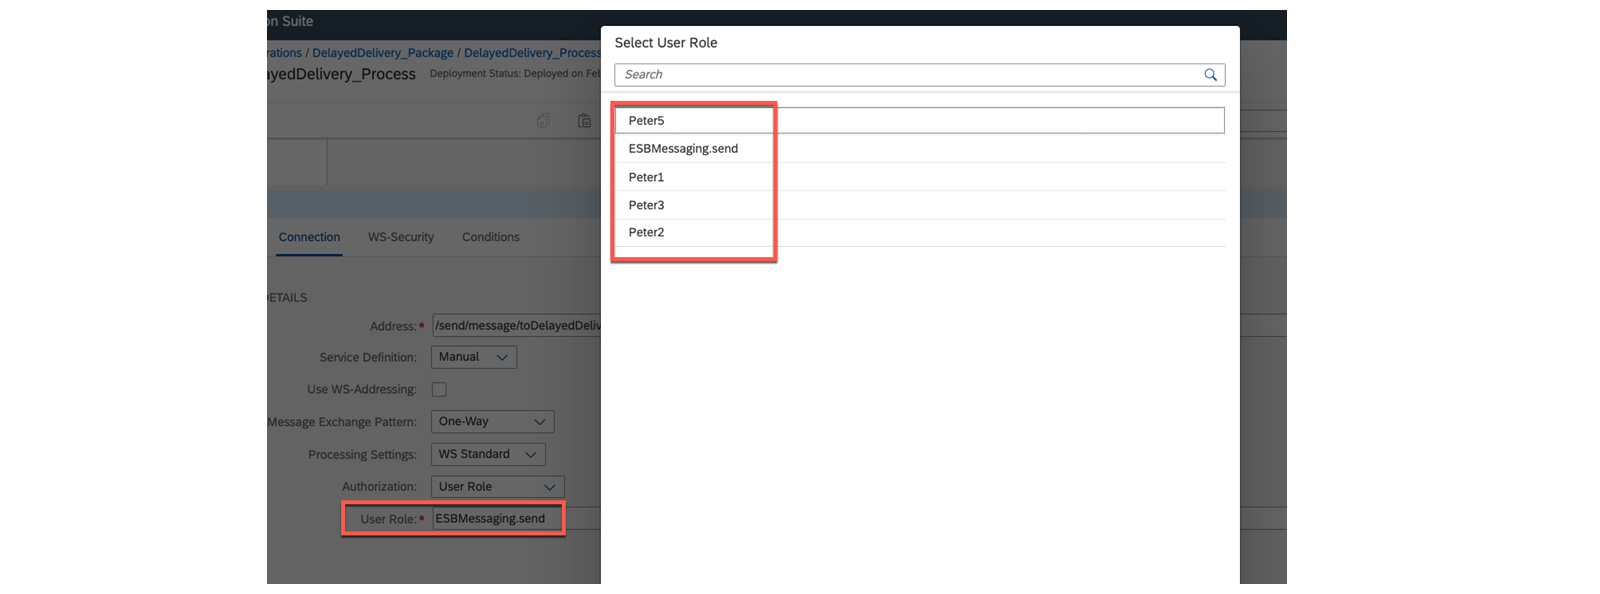 on Suite
rations / DelayedDelivery_Package / DelayedDelivery_Process
ayedDelivery_Process Deployment Status: Deployed on Feb
Connection WS-Security Conditions
DETAILS
Address:* /send/message/toDelayedDeliv
Service Definition: Manual
Use WS-Addressing:
Message Exchange Pattern: One-Way
Processing Settings: WS Standard
Authorization: User Role
User Role:* ESBMessaging.send
Select User Role
Search
Peter5
ESBMessaging.send
Peter1
Peter3
Peter2